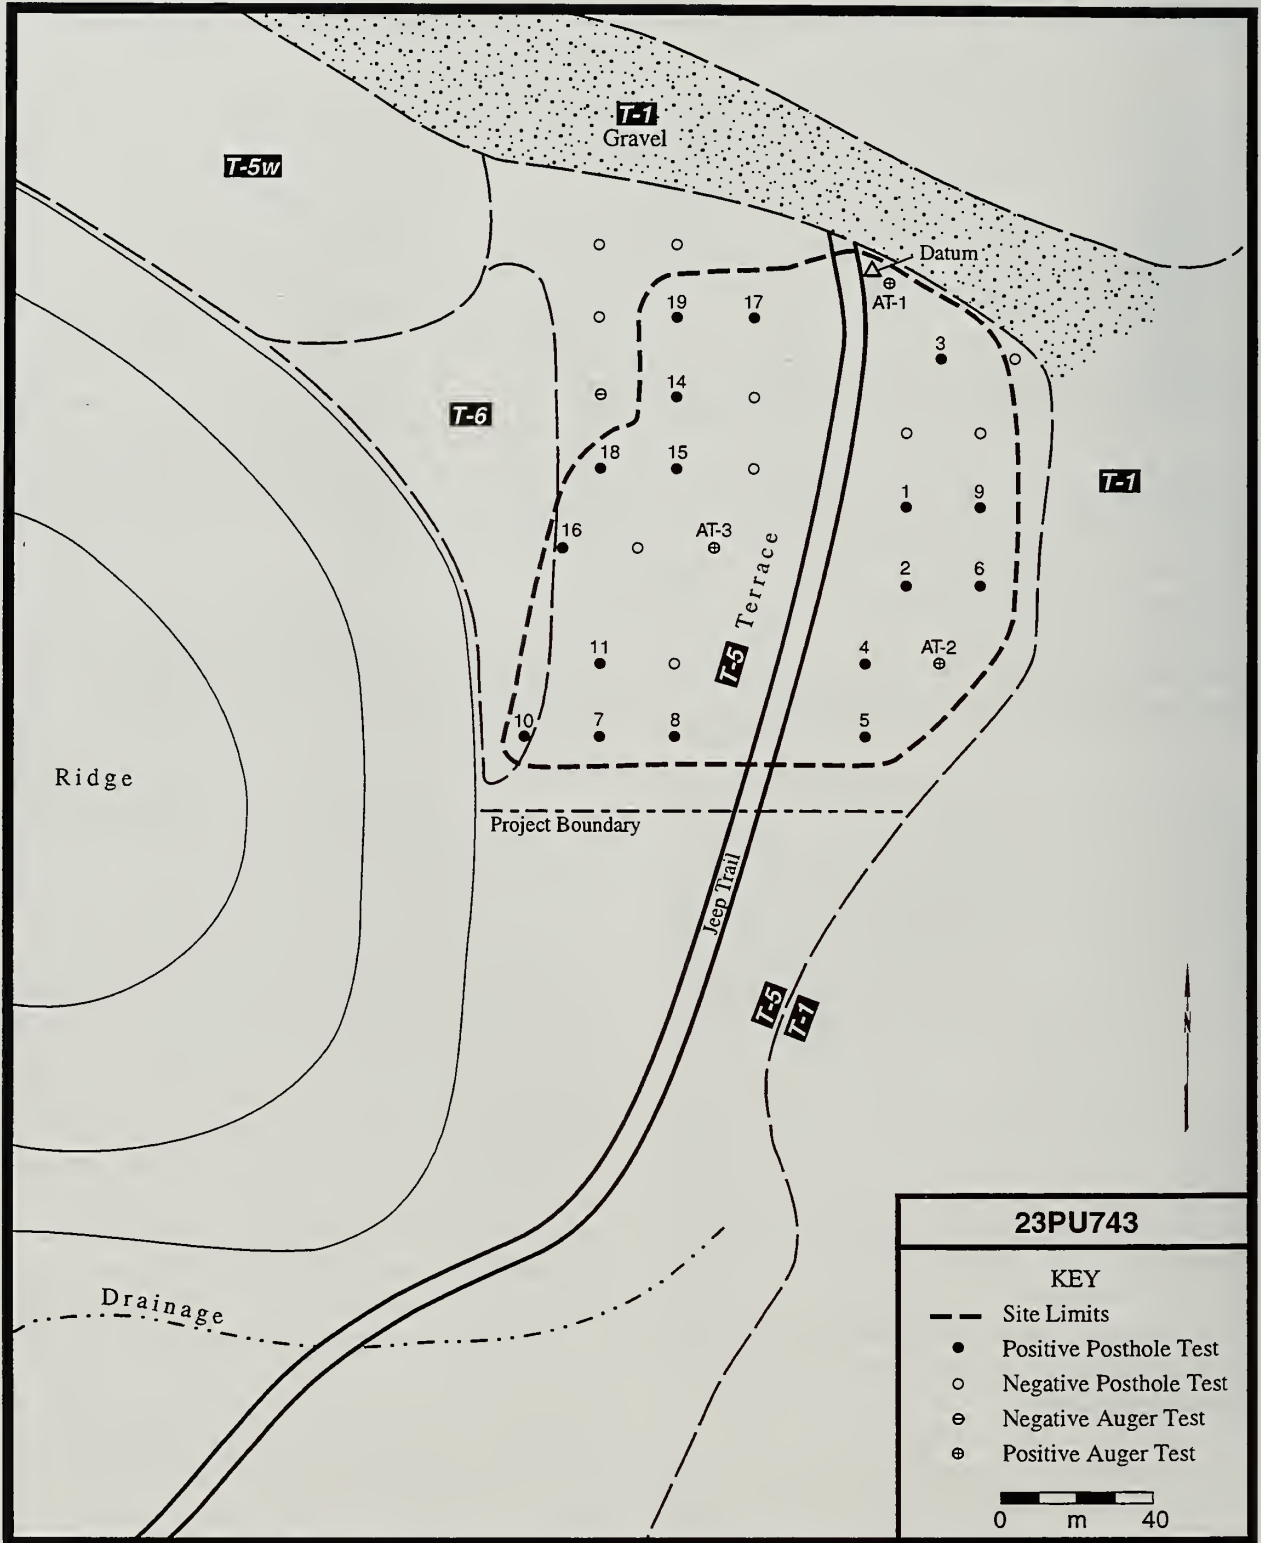 T-1
Gravel
T-5w
Datum
AT-1
19
17
3
14
T-6
18
15
T-1
1
9
16
AT-3
2
6
T-5 Terrace
11
4
AT-2
10
7
8
5
Ridge
Project Boundary
Jeep Trail
T-5
T-1
N
Drainage
23PU743
KEY
Site Limits
Positive Posthole Test
Negative Posthole Test
Negative Auger Test
Positive Auger Test
0 m 40